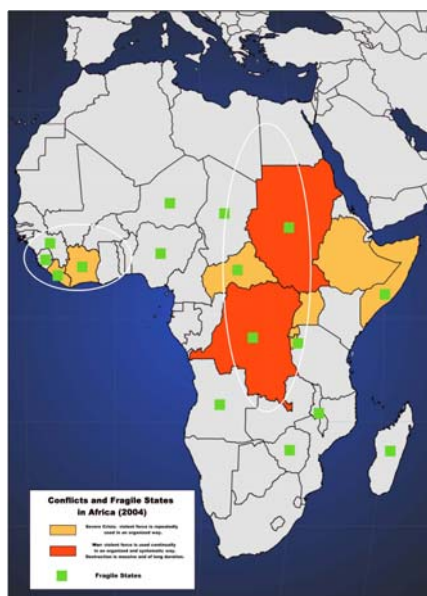 Conflicts and Fragile States
in Africa (2004)
Severe Crisis: violent force is repeatedly
used in an organized way.
War: violent force is used continually
in an organized and systematic way.
Destruction is massive and of long duration.
Fragile States